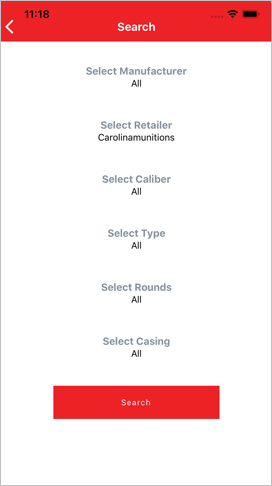 11:18
Search
Select Manufacturer
All
Select Retailer
Carolinamunitions
Select Caliber
All
Select Type
All
Select Rounds
All
Select Casing
All
Search